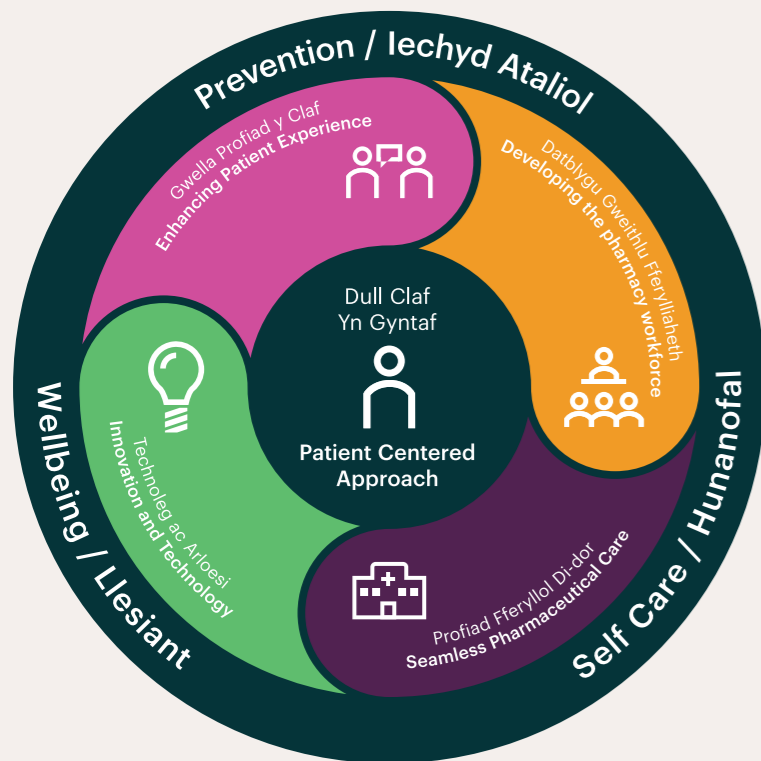 Prevention / Iechyd Ataliol
Gwella Profiad y Claf
Enhancing Patient Experience
Datblygu Gweithlu Fferylliaheth
Developing the pharmacy workforce
Dull Claf
Yn Gyntaf
Patient Centered
Approach
Technoleg ac Arloesi
Innovation and Technology
Profiad Fferyllol Di-dor
Seamless Pharmaceutical Care
Wellbeing / Llesiant
Self Care / Hunanofal